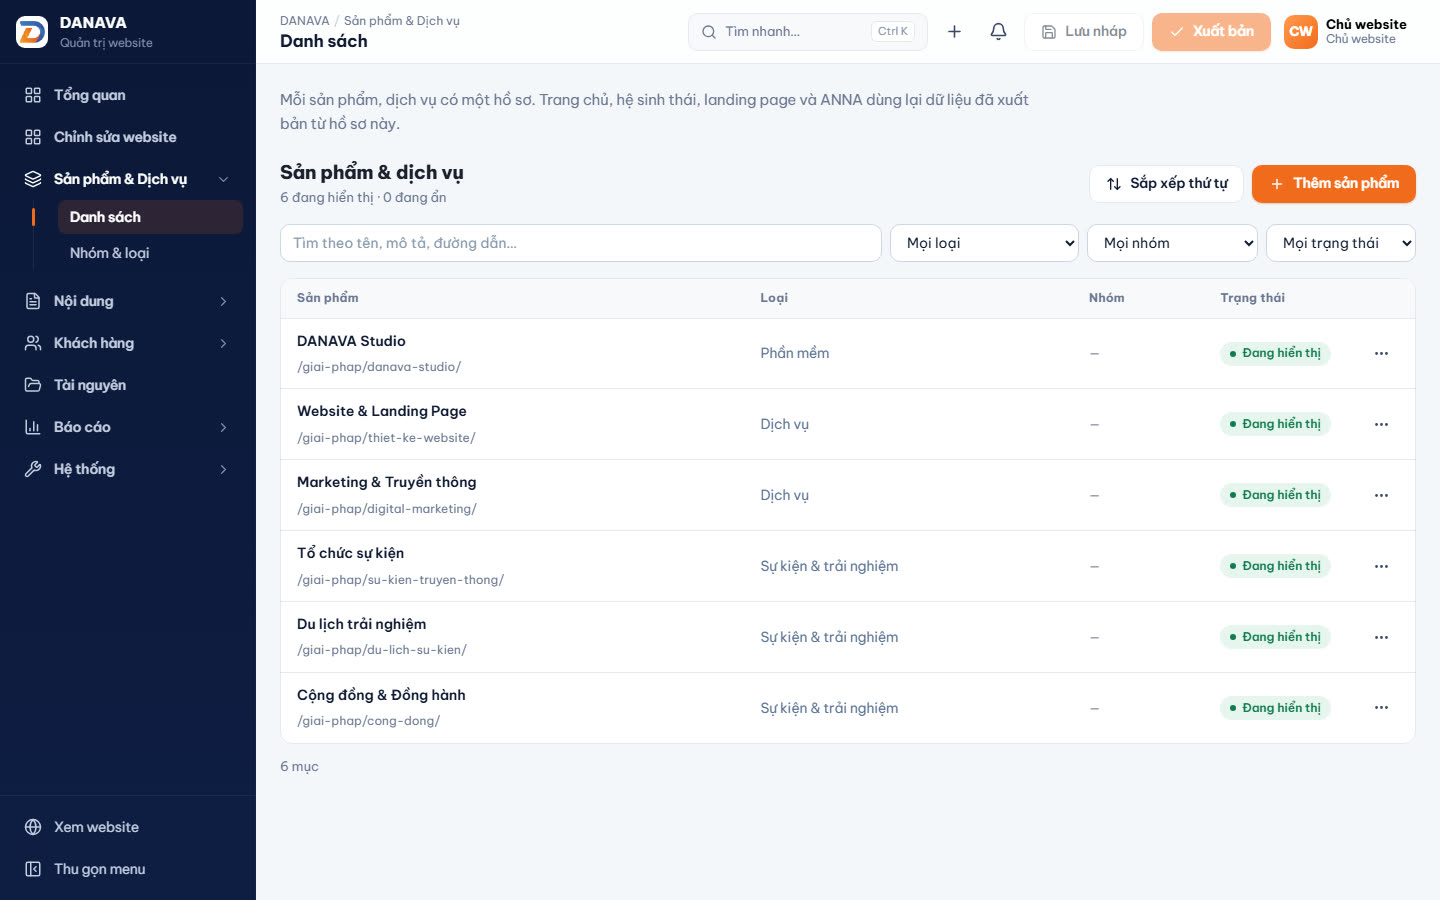 DANAVA
Quản trị website
Tổng quan
Chỉnh sửa website
Sản phẩm & Dịch vụ
Danh sách
Nhóm & loại
Nội dung
Khách hàng
Tài nguyên
Báo cáo
Hệ thống
Xem website
Thu gọn menu
DANAVA / Sản phẩm & Dịch vụ
Danh sách
Tìm nhanh... Ctrl K
Lưu nháp
Xuất bản
CW
Chủ website
Chủ website
Mỗi sản phẩm, dịch vụ có một hồ sơ. Trang chủ, hệ sinh thái, landing page và ANNA dùng lại dữ liệu đã xuất
bản từ hồ sơ này.
Sản phẩm & dịch vụ
6 đang hiển thị · 0 đang ẩn
Sắp xếp thứ tự
Thêm sản phẩm
Tìm theo tên, mô tả, đường dẫn... Mọi loại Mọi nhóm Mọi trạng thái
Sản phẩm Loại Nhóm Trạng thái
DANAVA Studio
/giai-phap/danava-studio/
Phần mềm – Đang hiển thị
Website & Landing Page
/giai-phap/thiet-ke-website/
Dịch vụ – Đang hiển thị
Marketing & Truyền thông
/giai-phap/digital-marketing/
Dịch vụ – Đang hiển thị
Tổ chức sự kiện
/giai-phap/su-kien-truyen-thong/
Sự kiện & trải nghiệm – Đang hiển thị
Du lịch trải nghiệm
/giai-phap/du-lich-su-kien/
Sự kiện & trải nghiệm – Đang hiển thị
Cộng đồng & Đồng hành
/giai-phap/cong-dong/
Sự kiện & trải nghiệm – Đang hiển thị
6 mục